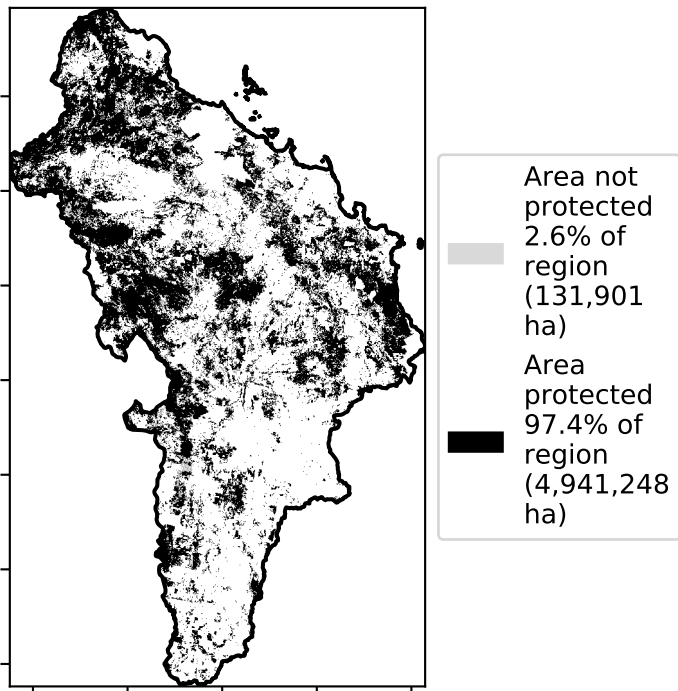 Area not
protected
2.6% of
region
(131,901
ha)
Area
protected
97.4% of
region
(4,941,248
ha)